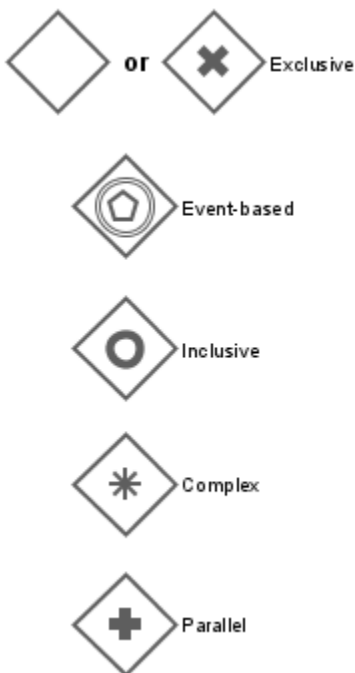 or Exclusive
Event-based
Inclusive
Complex
Parallel